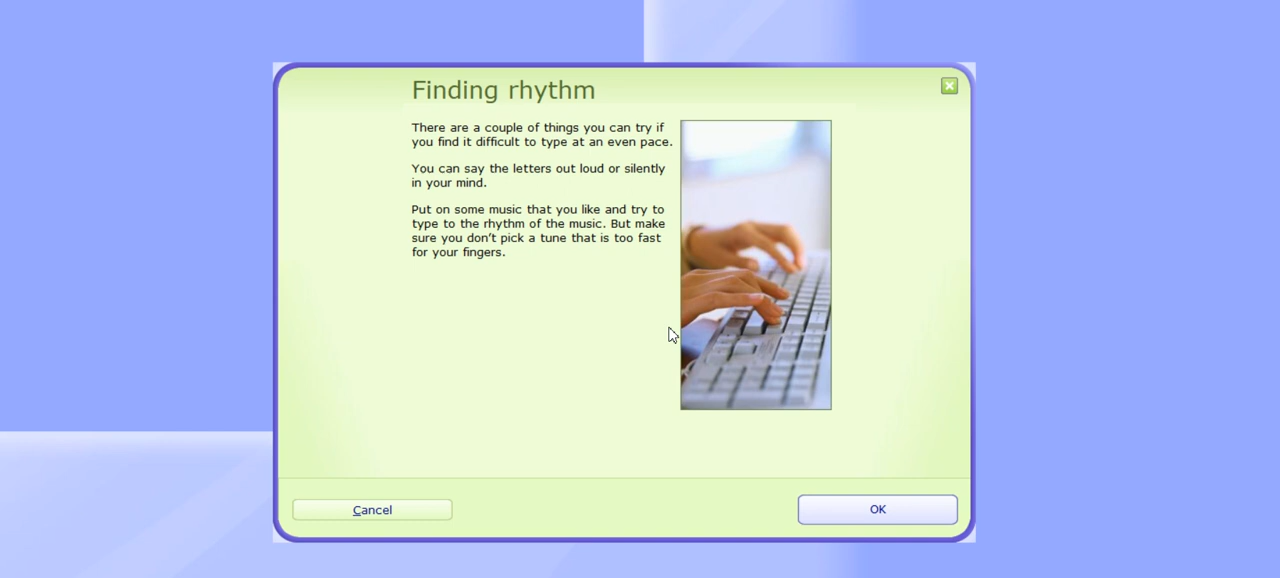 Finding rhythm
There are a couple of things you can try if
you find it difficult to type at an even pace.
You can say the letters out loud or silently
in your mind.
Put on some music that you like and try to
type to the rhythm of the music. But make
sure you don't pick a tune that is too fast
for your fingers.
Cancel
OK